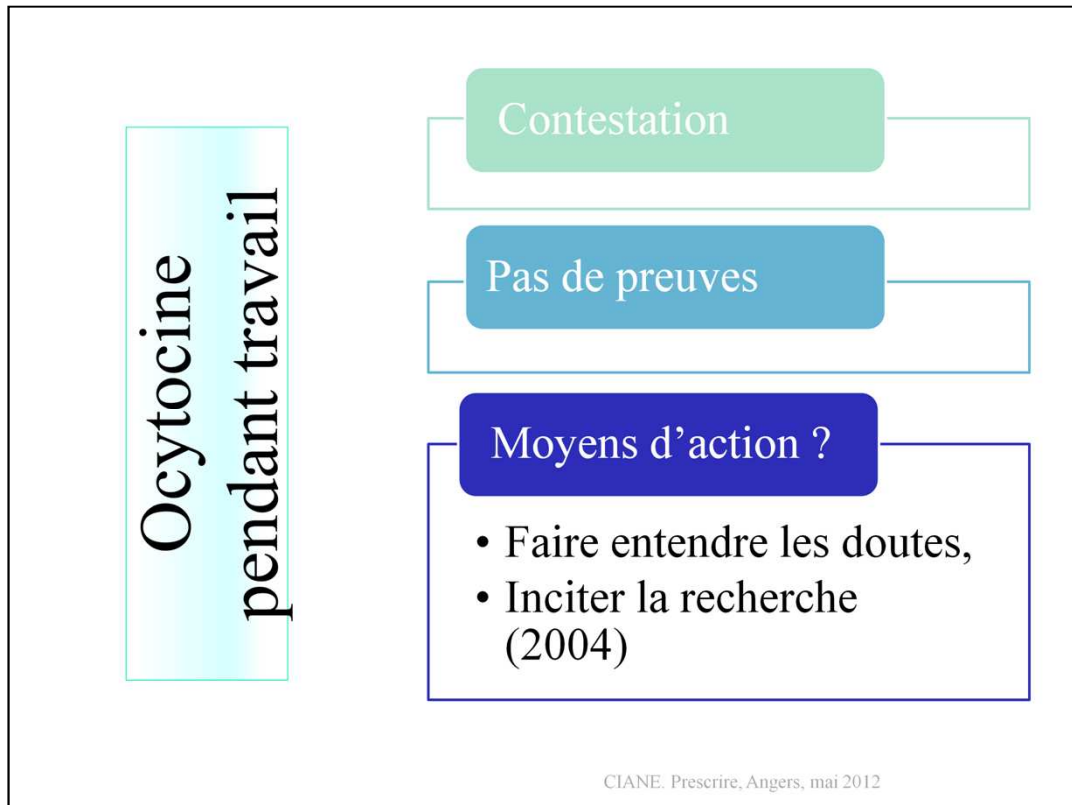 Ocytocine
pendant travail
Contestation
Pas de preuves
Moyens d’action ?
• Faire entendre les doutes,
• Inciter la recherche
(2004)
CIANE. Prescrire, Angers, mai 2012